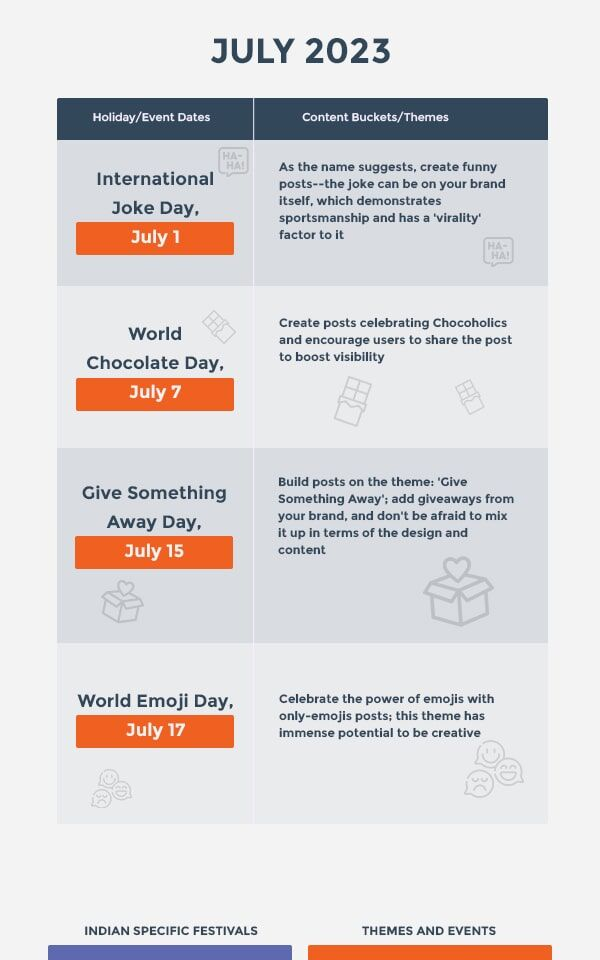 JULY 2023
Holiday/Event Dates
Content Buckets/Themes
International
Joke Day,
July 1
HA-
HA!
As the name suggests, create funny
posts--the joke can be on your brand
itself, which demonstrates
sportsmanship and has a 'virality'
factor to it
HA-
HA!
World
Chocolate Day,
July 7
Create posts celebrating Chocoholics
and encourage users to share the post
to boost visibility
Give Something
Away Day,
July 15
Build posts on the theme: 'Give
Something Away'; add giveaways from
your brand, and don't be afraid to mix
it up in terms of the design and
content
World Emoji Day,
July 17
Celebrate the power of emojis with
only-emojis posts; this theme has
immense potential to be creative
INDIAN SPECIFIC FESTIVALS
THEMES AND EVENTS